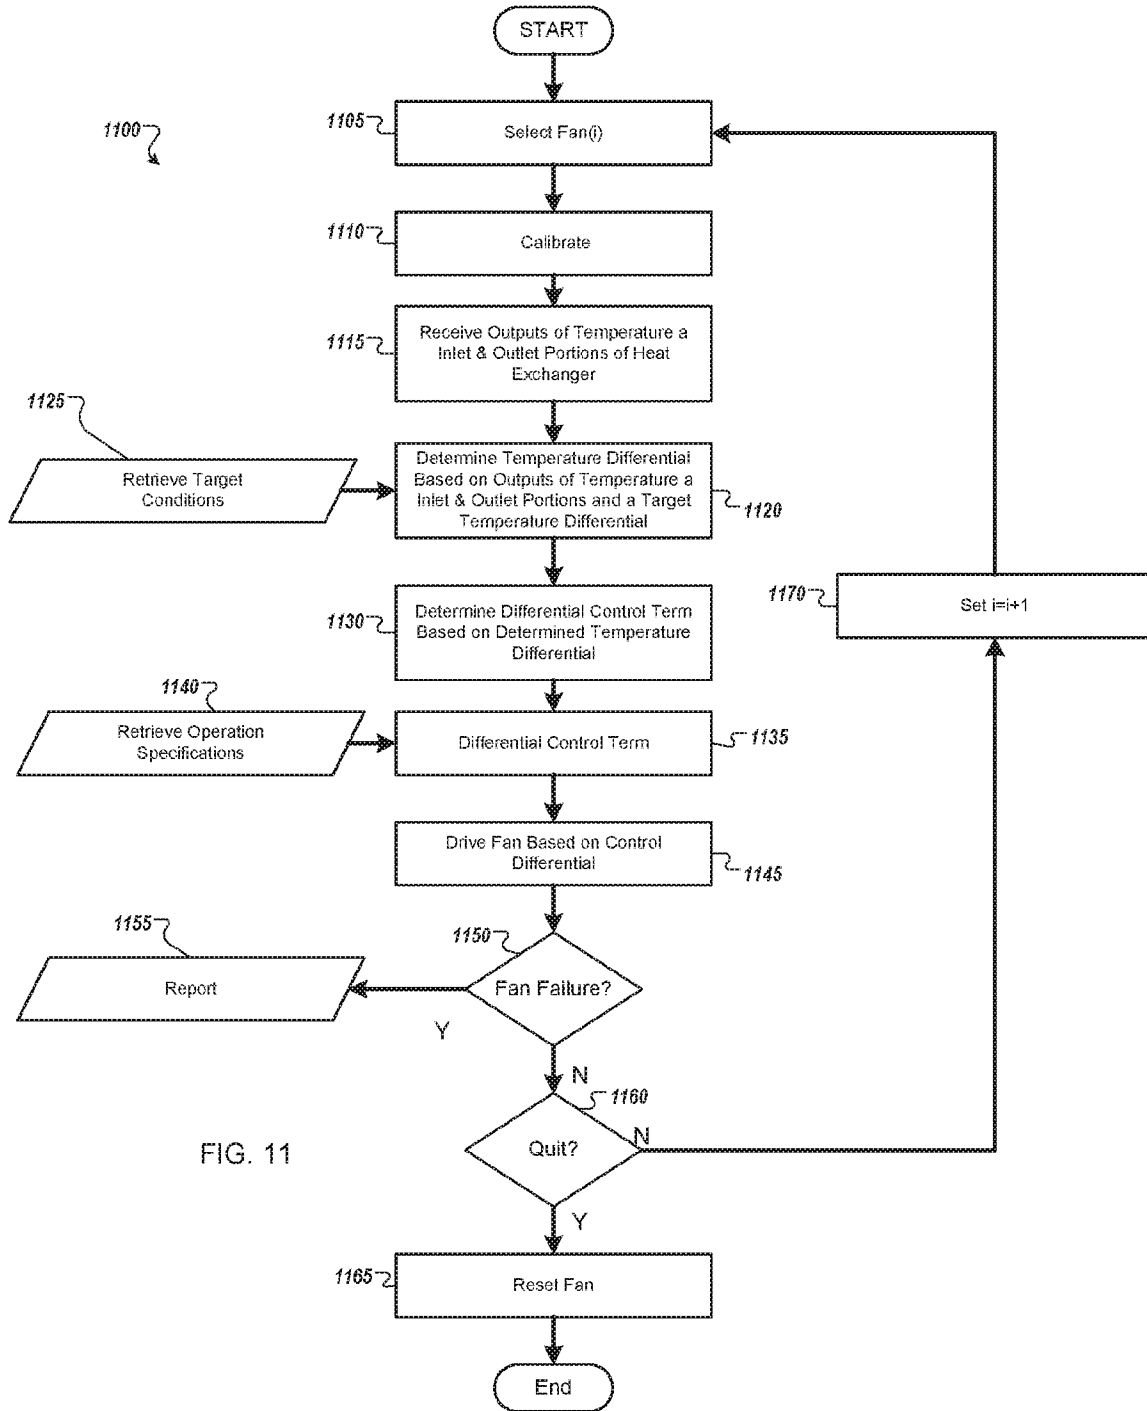 START
1100
1105
Select Fan(i)
1110
Calibrate
1115
Receive Outputs of Temperature a
Inlet & Outlet Portions of Heat
Exchanger
1125
Retrieve Target
Conditions
Determine Temperature Differential
Based on Outputs of Temperature a
Inlet & Outlet Portions and a Target
Temperature Differential
1120
1130
Determine Differential Control Term
Based on Determined Temperature
Differential
1170
Set i=i+1
1140
Retrieve Operation
Specifications
Differential Control Term
1135
Drive Fan Based on Control
Differential
1145
1155
Report
1150
Fan Failure?
Y
N
1160
Quit?
N
FIG. 11
Y
1165
Reset Fan
End